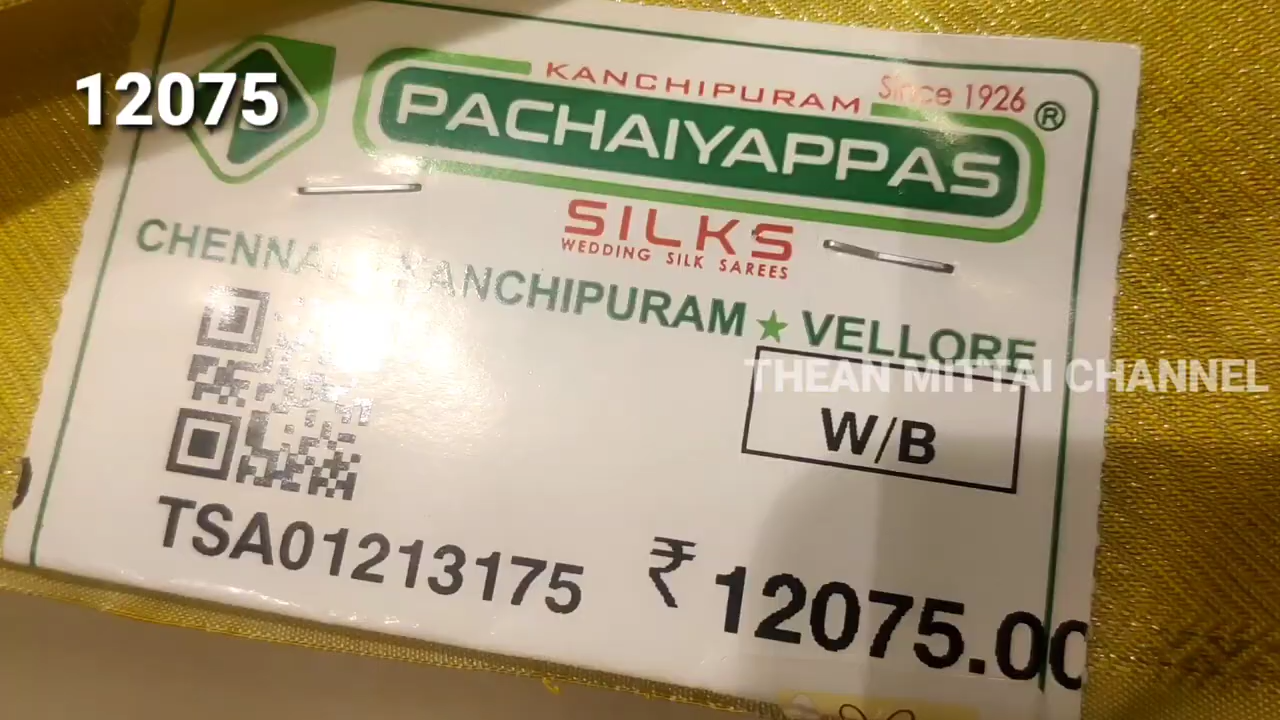 12075
KANCHIPURAM Since 1926
PACHAIYAPPAS ®
SILKS
WEDDING SILK SAREES
CHENNAI KANCHIPURAM ★ VELLORE
THEAN MITTAI CHANNEL
W/B
TSA01213175 ₹ 12075.00